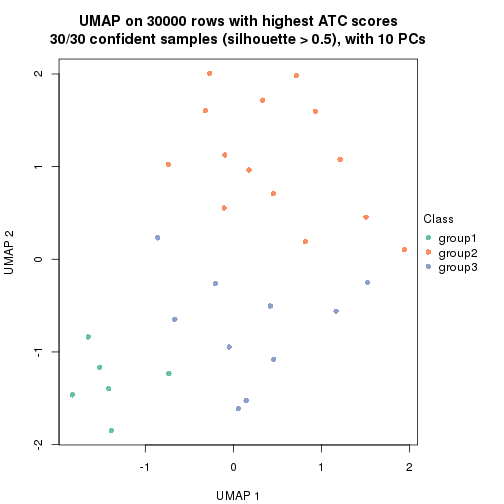 UMAP on 30000 rows with highest ATC scores
30/30 confident samples (silhouette > 0.5), with 10 PCs
2
1
0
-1
-2
UMAP 2
-1
0
1
2
UMAP 1
Class
group1
group2
group3